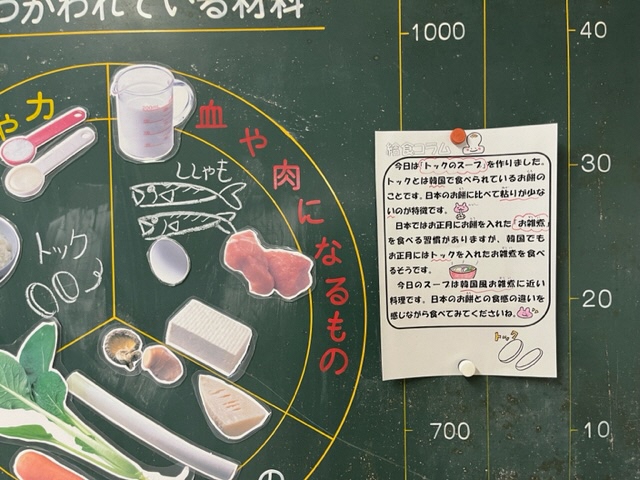 つかわれている材料
や力
血や肉になるもの
ししゃも
トック
1000
700
40
30
20
10
給食コラム
今日は「トックのスープ」を作りました。
トックとは韓国で食べられているお餅の
ことです。日本のお餅に比べて粘りが少な
いのが特徴です。
日本ではお正月にお餅を入れた「お雑煮」
を食べる習慣がありますが、韓国でも
お正月にはトックを入れたお雑煮を食べ
るそうです。
今日のスープは韓国風お雑煮に近い
料理です。日本のお餅との食感の違いを
感じながら食べてみてくださいね。
トック
の